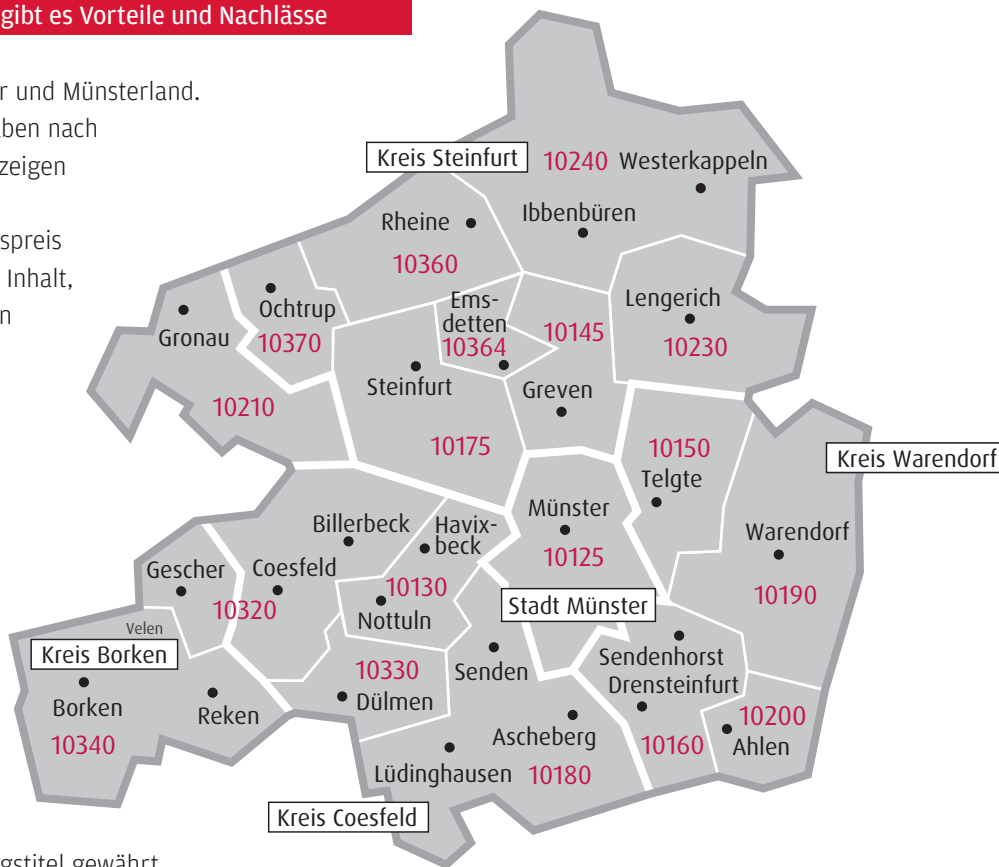 gibt es Vorteile und Nachlässe
r und Münsterland.
ben nach
zeigen
spreis
Inhalt,
n
Kreis Steinfurt
10240
Westerkappeln
Ibbenbüren
Rheine
10360
Lengerich
10230
Ochtrup
10370
Gronau
Ems-
detten
10364
10145
Steinfurt
Greven
10210
10175
10150
Telgte
Kreis Warendorf
Münster
10125
Warendorf
10190
Billerbeck
Havix-
beck
Gescher
Coesfeld
10320
10130
Nottuln
Stadt Münster
Velen
Kreis Borken
Borken
10340
Reken
10330
Dülmen
Senden
Sendenhorst
Drensteinfurt
10200
Ahlen
10160
Ascheberg
Lüdinghausen
10180
Kreis Coesfeld
gstitel gewährt